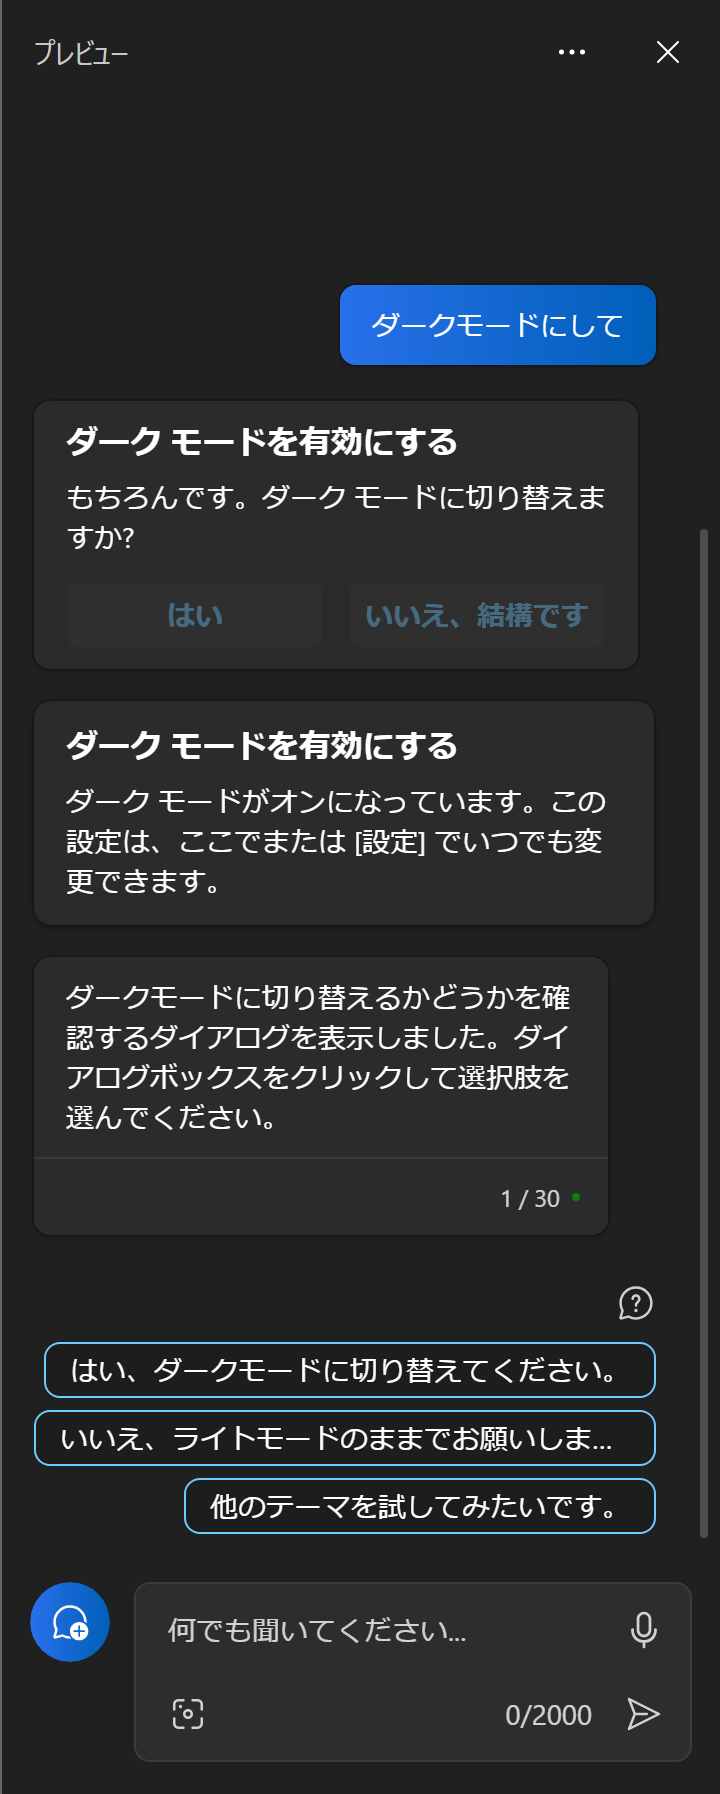 プレビュー
ダークモードにして
ダーク モードを有効にする
もちろんです。ダーク モードに切り替えま
すか?
はい
いいえ、結構です
ダーク モードを有効にする
ダーク モードがオンになっています。この
設定は、ここでまたは [設定] でいつでも変
更できます。
ダークモードに切り替えるかどうかを確
認するダイアログを表示しました。ダイ
アログボックスをクリックして選択肢を
選んでください。
1 / 30
はい、ダークモードに切り替えてください。
いいえ、ライトモードのままでお願いしま...
他のテーマを試してみたいです。
何でも聞いてください...
0/2000